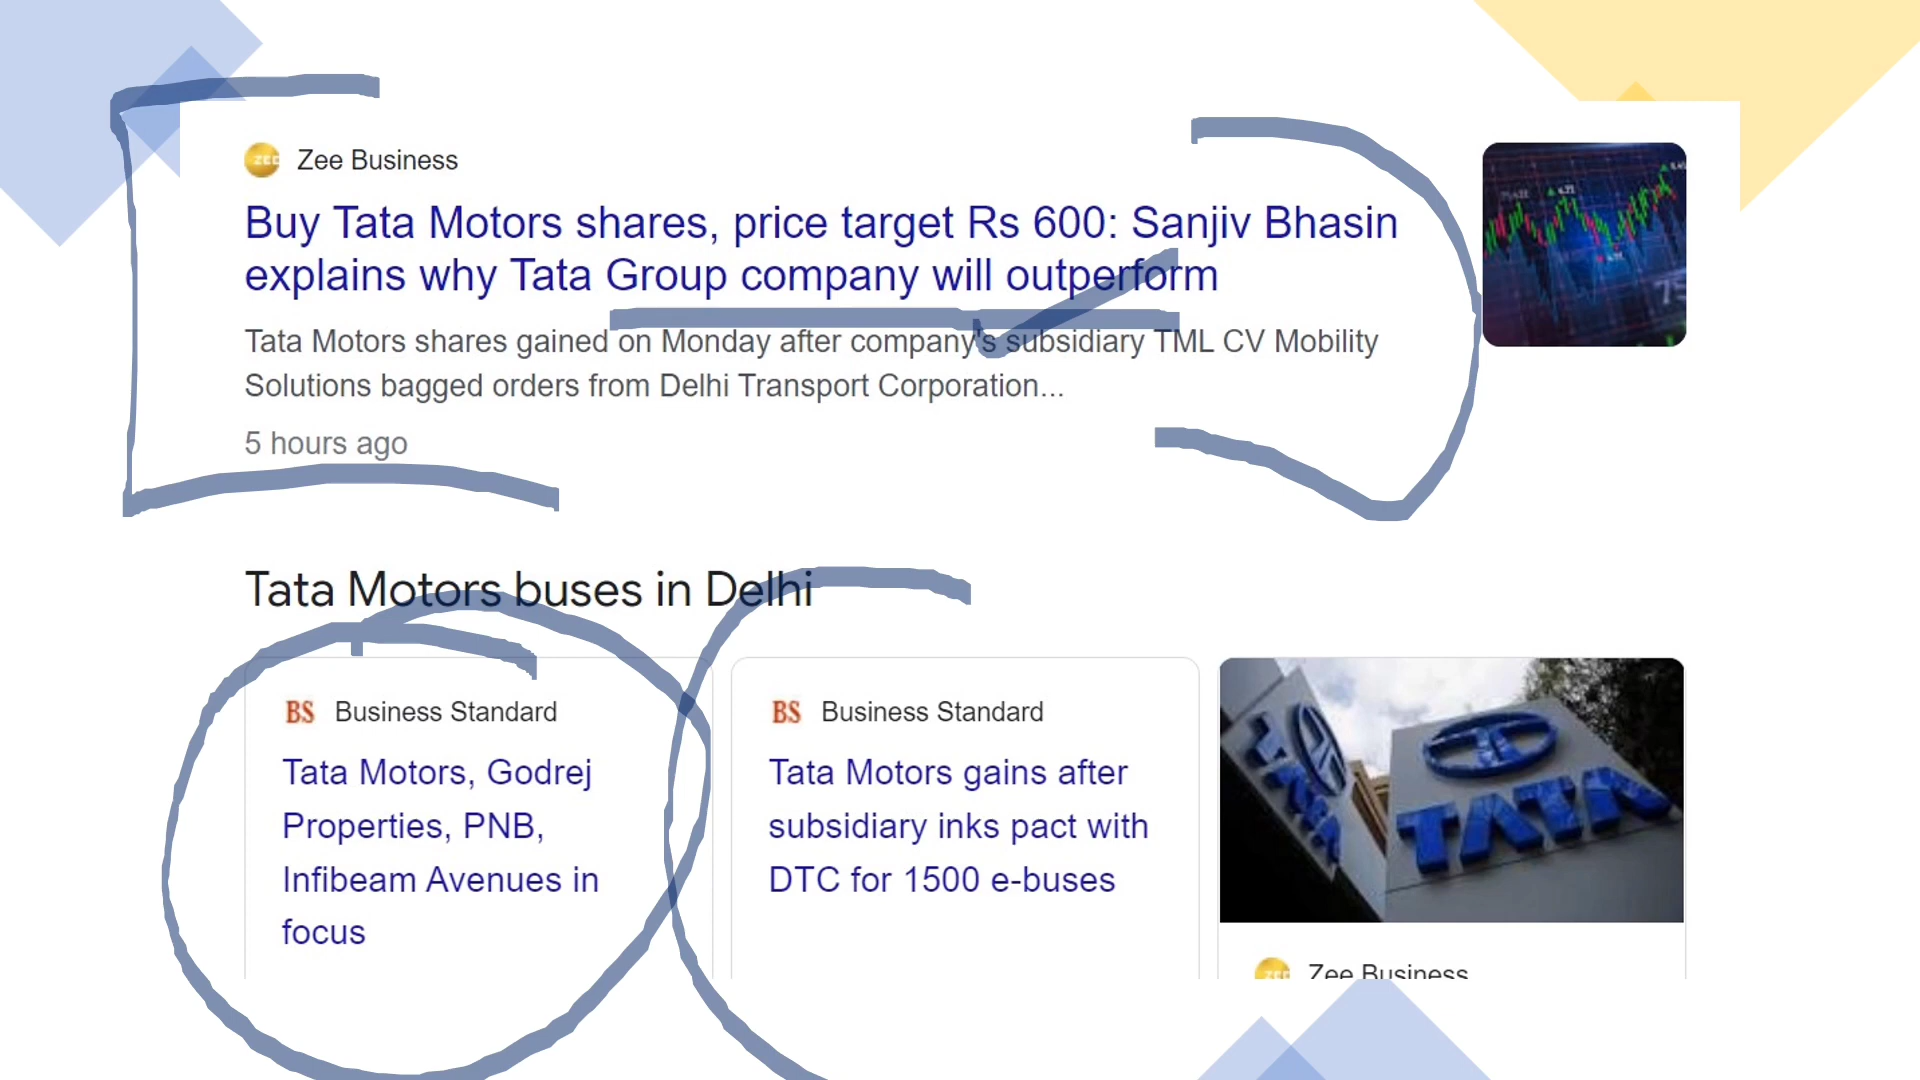 Zee Business
Buy Tata Motors shares, price target Rs 600: Sanjiv Bhasin
explains why Tata Group company will outperform
Tata Motors shares gained on Monday after company's subsidiary TML CV Mobility
Solutions bagged orders from Delhi Transport Corporation...
5 hours ago
Tata Motors buses in Delhi
BS Business Standard
Tata Motors, Godrej
Properties, PNB,
Infibeam Avenues in
focus
BS Business Standard
Tata Motors gains after
subsidiary inks pact with
DTC for 1500 e-buses
TATA
TATA
Zee Business